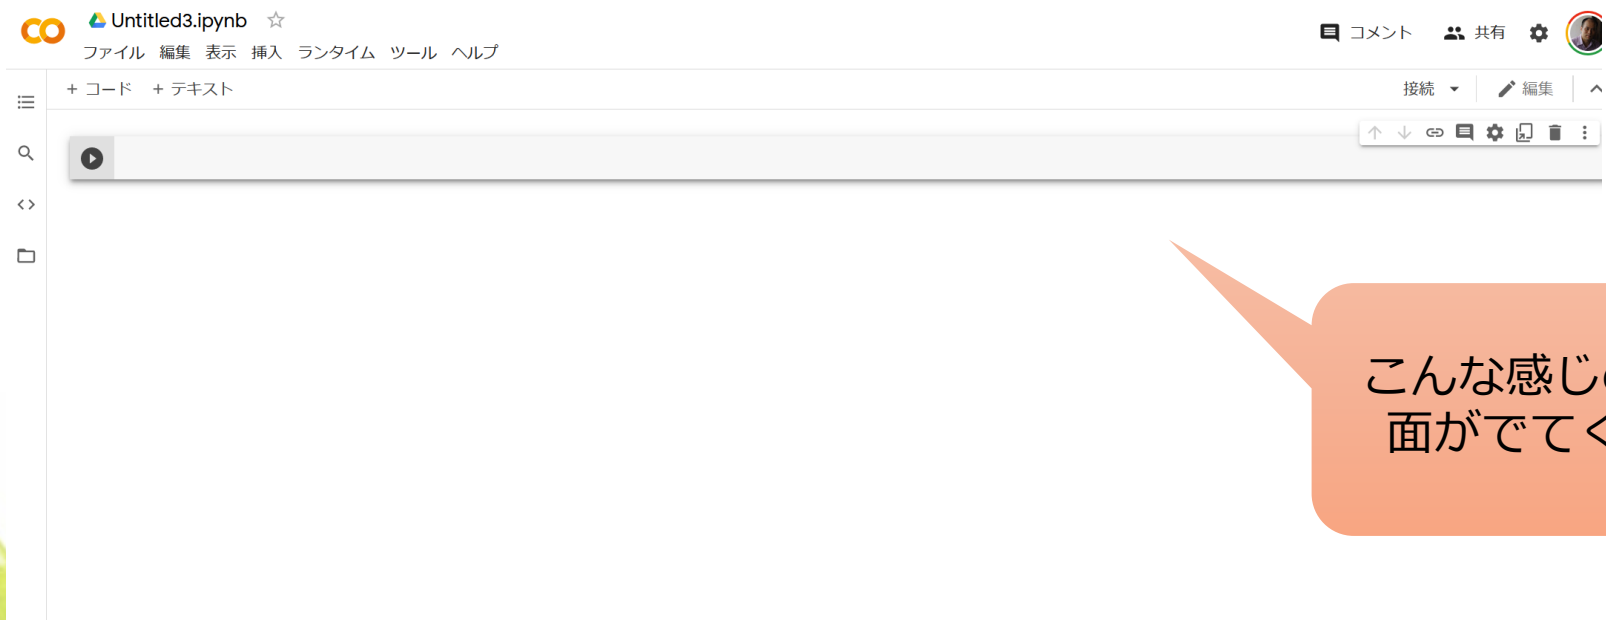 Untitled3.ipynb
ファイル 編集 表示 挿入 ランタイム ツール ヘルプ
コメント 共有
+ コード + テキスト
接続 編集
こんな感じ
面がでてく